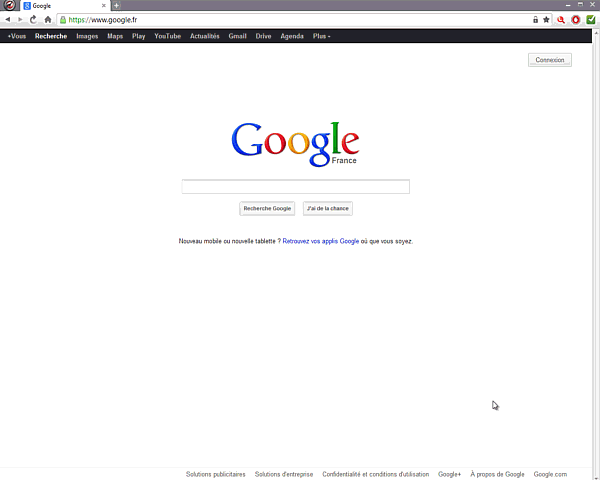 Google
https://www.google.fr
+Vous Recherche Images Maps Play YouTube Actualités Gmail Drive Agenda Plus
Connexion
Google
France
Recherche Google J'ai de la chance
Nouveau mobile ou nouvelle tablette ? Retrouvez vos applis Google où que vous soyez.
Solutions publicitaires Solutions d'entreprise Confidentialité et conditions d'utilisation Google+ À propos de Google Google.com